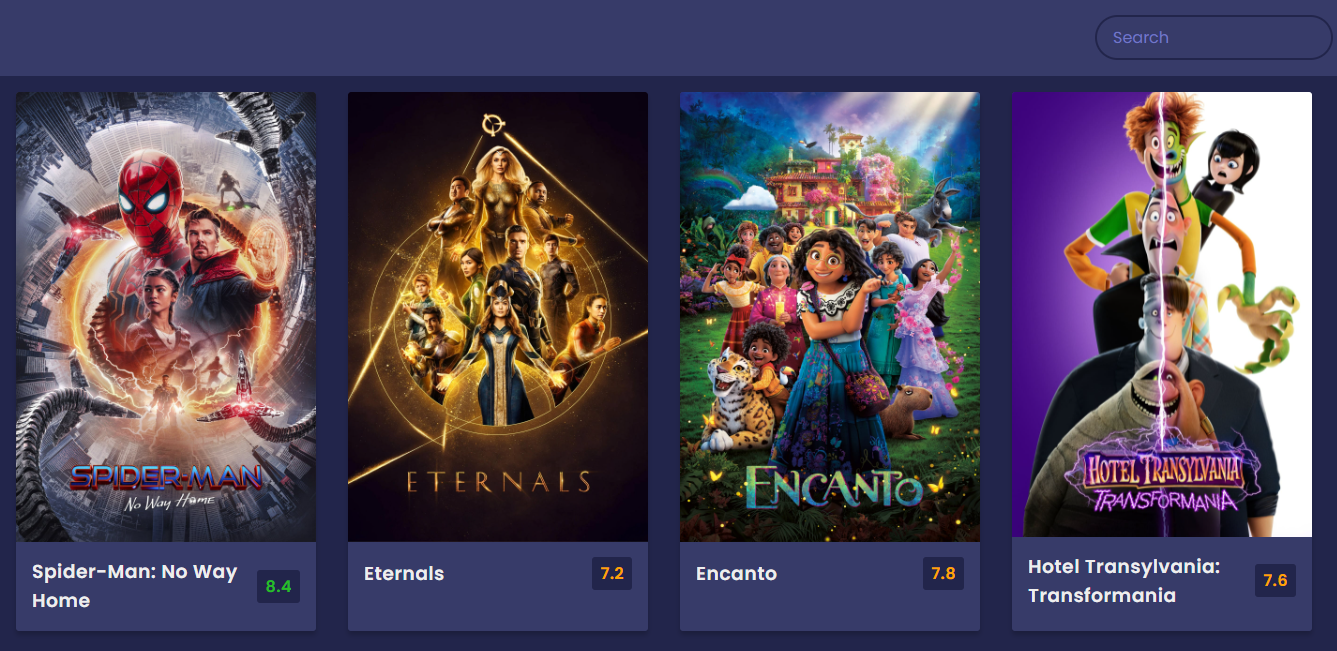 Search
SPIDER-MAN
No Way Home
ETERNALS
ENCANTO
HOTEL TRANSYLVANIA
TRANSFORMANIA
Spider-Man: No Way
Home
8.4
Eternals
7.2
Encanto
7.8
Hotel Transylvania:
Transformania
7.6